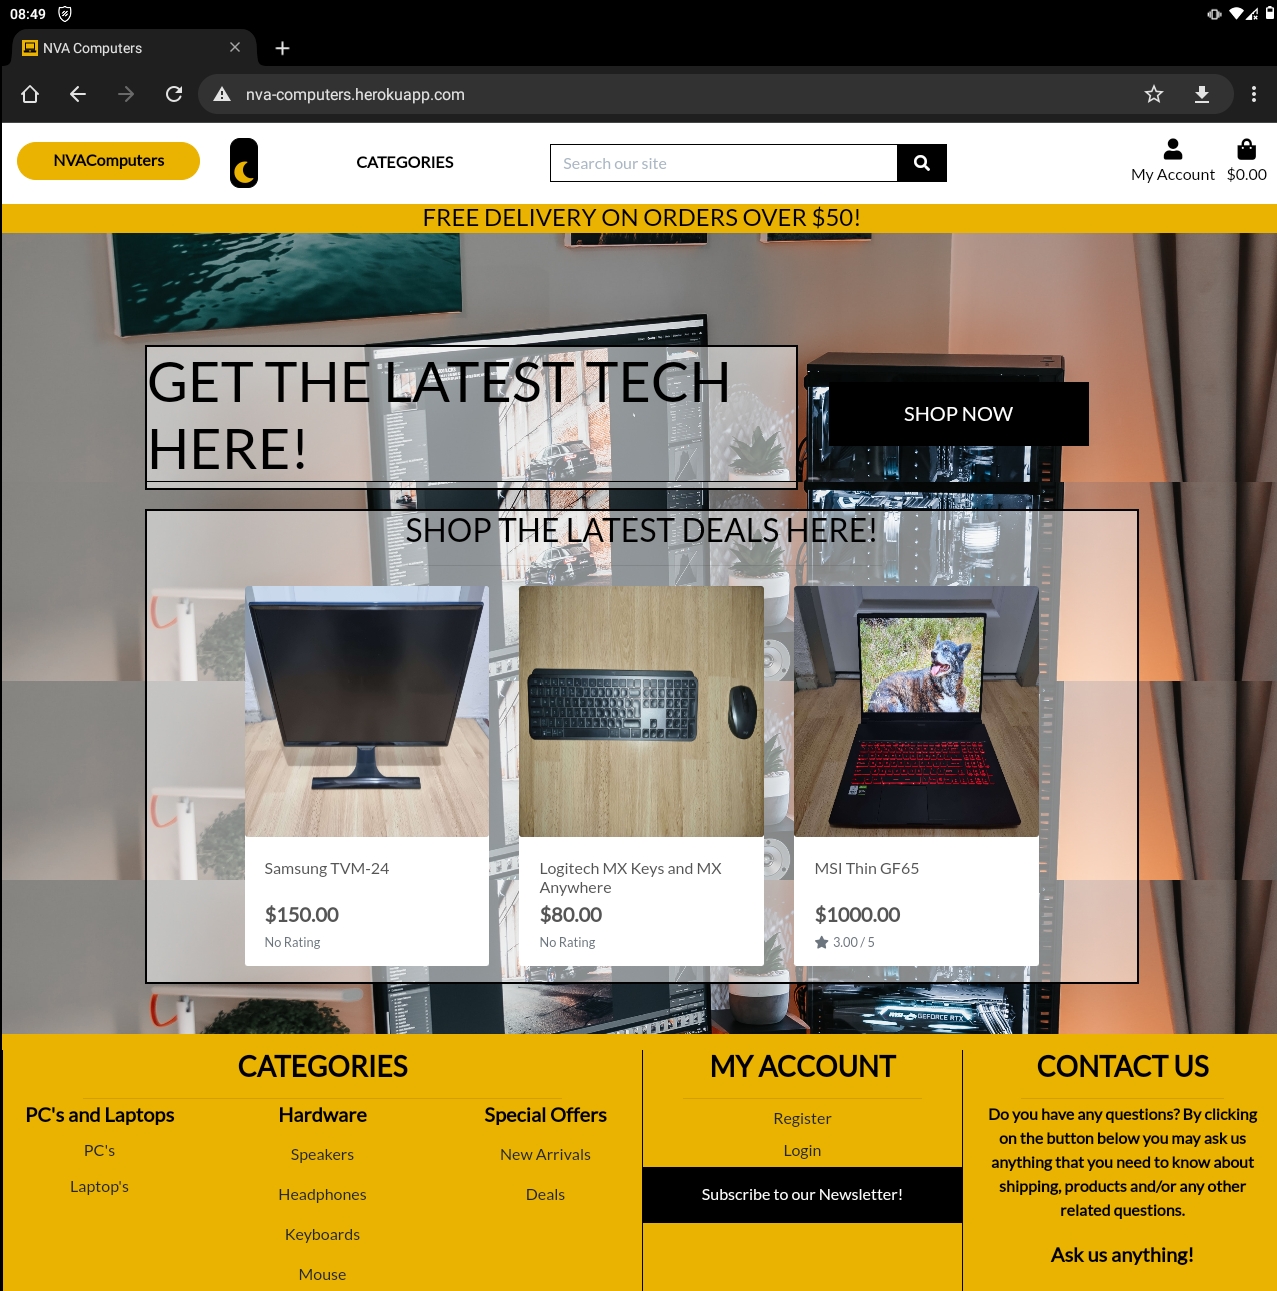 08:49
NVA Computers
nva-computers.herokuapp.com
NVAComputers
CATEGORIES
Search our site
My Account
$0.00
FREE DELIVERY ON ORDERS OVER $50!
GET THE LATEST TECH
HERE!
SHOP NOW
SHOP THE LATEST DEALS HERE!
Samsung TVM-24
$150.00
No Rating
Logitech MX Keys and MX
Anywhere
$80.00
No Rating
MSI Thin GF65
$1000.00
3.00 / 5
GEFORCE RTX
CATEGORIES
PC's and Laptops
PC's
Laptop's
Hardware
Speakers
Headphones
Keyboards
Mouse
Special Offers
New Arrivals
Deals
MY ACCOUNT
Register
Login
Subscribe to our Newsletter!
CONTACT US
Do you have any questions? By clicking
on the button below you may ask us
anything that you need to know about
shipping, products and/or any other
related questions.
Ask us anything!